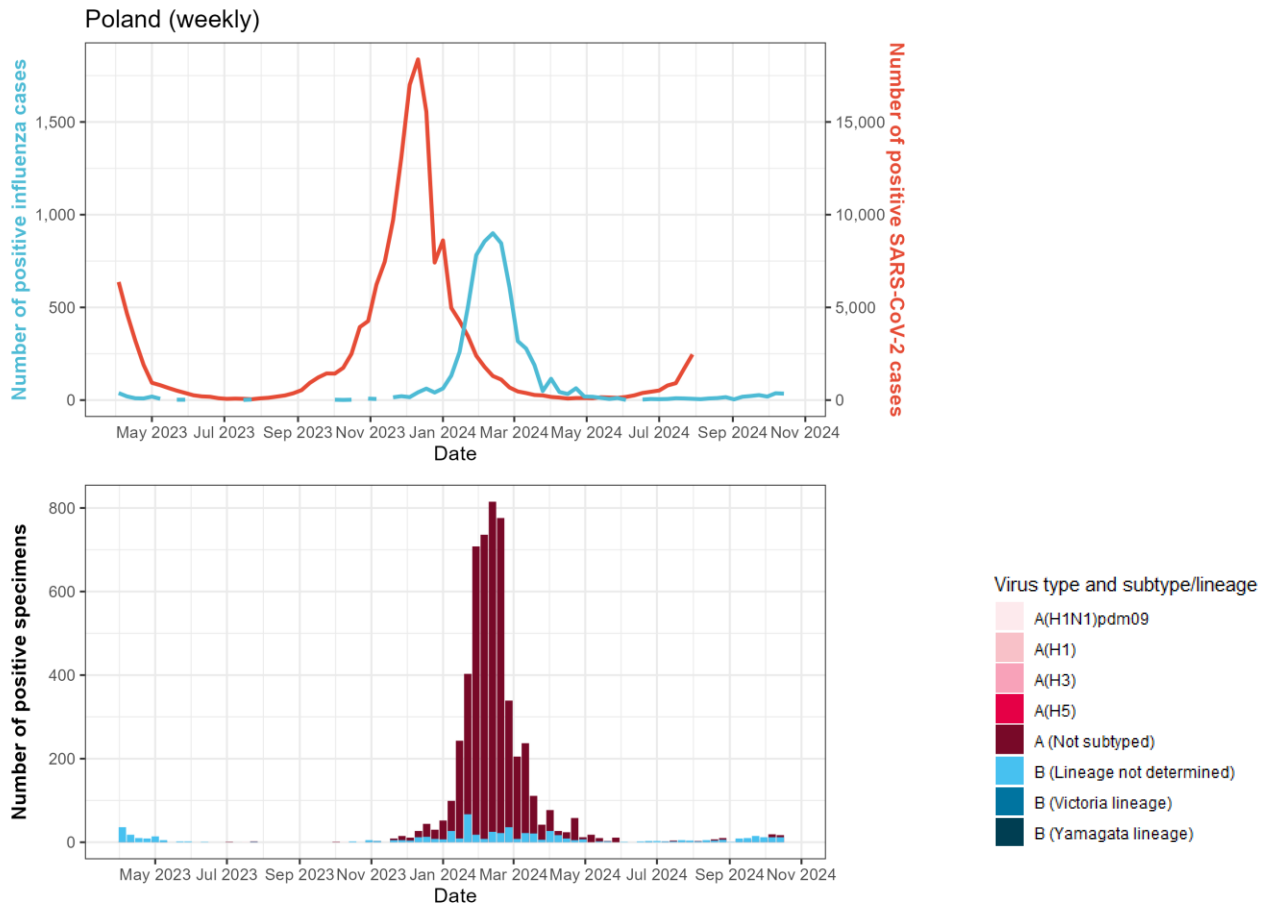 Poland (weekly)
Number of positive influenza cases
1,500
1,000
500
0
15,000
10,000
5,000
0
Number of positive SARS-CoV-2 cases
May 2023 Jul 2023 Sep 2023 Nov 2023 Jan 2024 Mar 2024 May 2024 Jul 2024 Sep 2024 Nov 2024
Date
Number of positive specimens
800
600
400
200
0
May 2023 Jul 2023 Sep 2023 Nov 2023 Jan 2024 Mar 2024 May 2024 Jul 2024 Sep 2024 Nov 2024
Date
Virus type and subtype/lineage
A(H1N1)pdm09
A(H1)
A(H3)
A(H5)
A (Not subtyped)
B (Lineage not determined)
B (Victoria lineage)
B (Yamagata lineage)